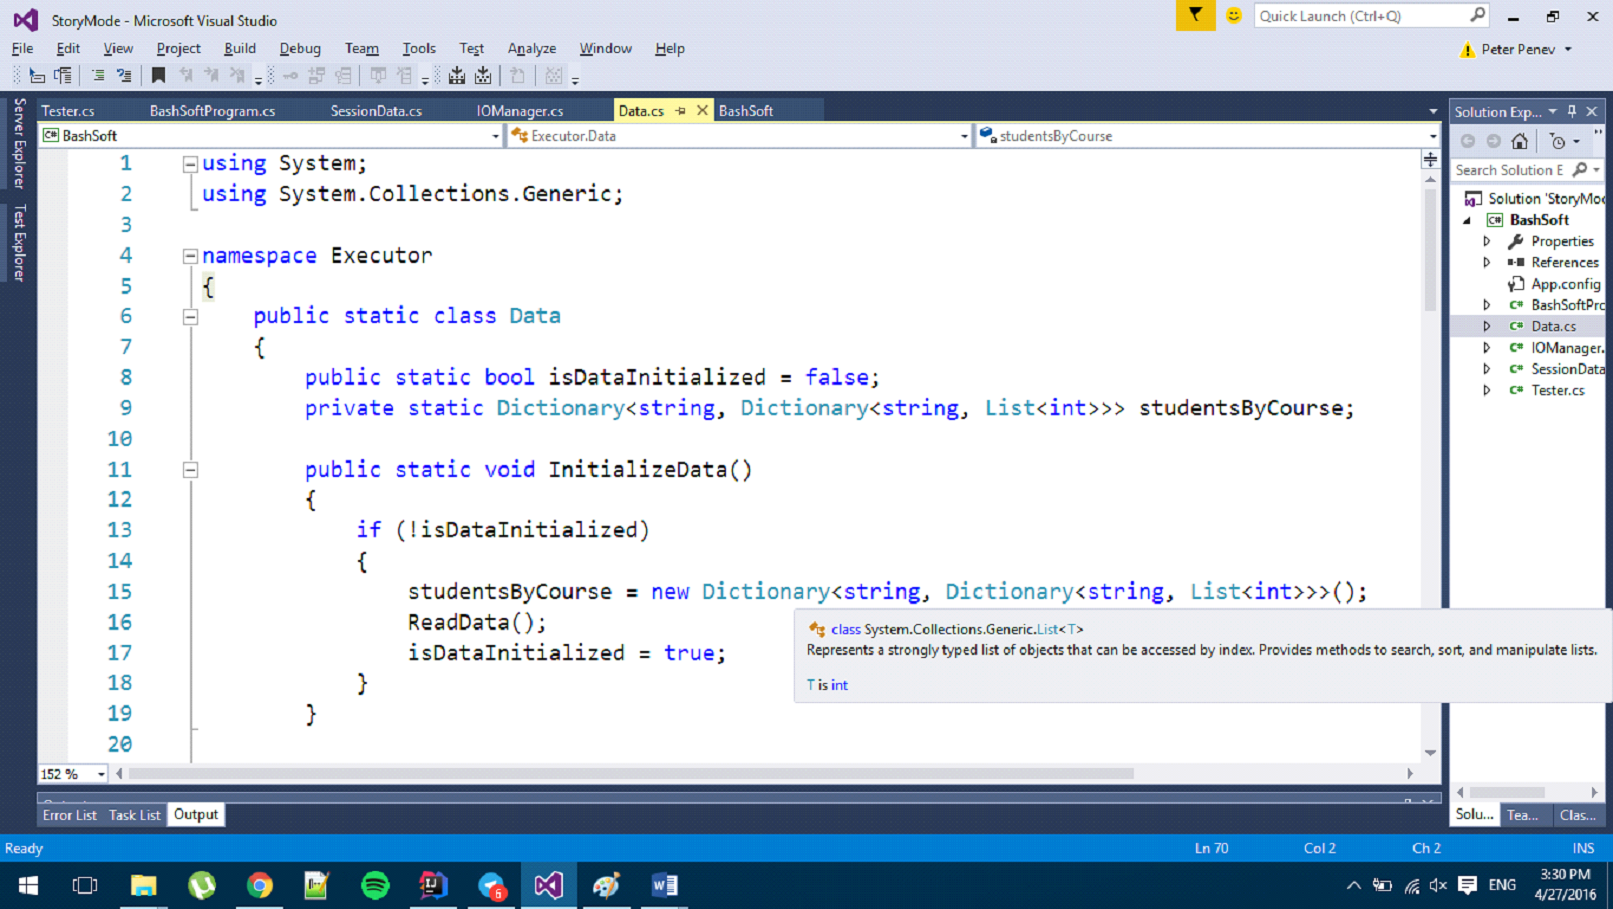 StoryMode - Microsoft Visual Studio
Quick Launch (Ctrl+Q)
File Edit View Project Build Debug Team Tools Test Analyze Window Help
Peter Penev
Server Explorer
Test Explorer
Tester.cs BashSoftProgram.cs SessionData.cs IOManager.cs Data.cs BashSoft
C# BashSoft Executor.Data studentsByCourse
1 using System;
2 using System.Collections.Generic;
3
4 namespace Executor
5 {
6 public static class Data
7 {
8 public static bool isDataInitialized = false;
9 private static Dictionary<string, Dictionary<string, List<int>>> studentsByCourse;
10
11 public static void InitializeData()
12 {
13 if (!isDataInitialized)
14 {
15 studentsByCourse = new Dictionary<string, Dictionary<string, List<int>>>();
16 ReadData();
17 isDataInitialized = true;
18 }
19 }
20
class System.Collections.Generic.List<T>
Represents a strongly typed list of objects that can be accessed by index. Provides methods to search, sort, and manipulate lists.
T is int
152 %
Error List Task List Output
Solution Exp...
Search Solution E
Solution 'StoryMo
C# BashSoft
Properties
References
App.config
C# BashSoftPro
C# Data.cs
C# IOManager.
C# SessionData
C# Tester.cs
Solu... Tea... Clas...
Ready Ln 70 Col 2 Ch 2 INS
6
ENG
3:30 PM
4/27/2016